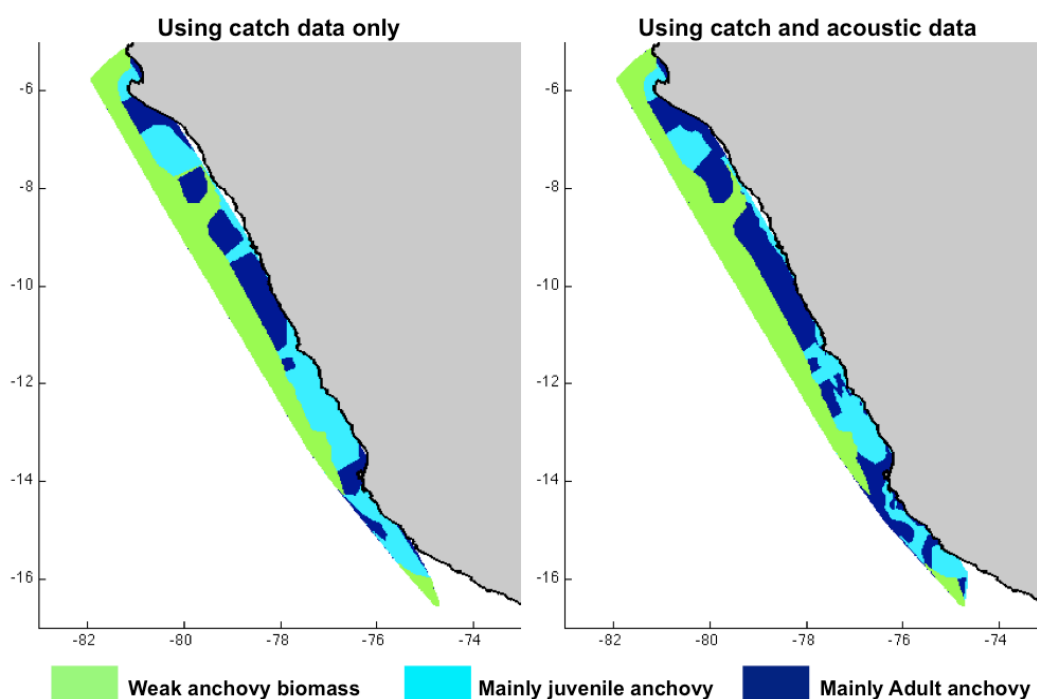 Using catch data only
Using catch and acoustic data
-6
-8
-10
-12
-14
-16
-82 -80 -78 -76 -74
-6
-8
-10
-12
-14
-16
-82 -80 -78 -76 -74
Weak anchovy biomass Mainly juvenile anchovy Mainly Adult anchovy